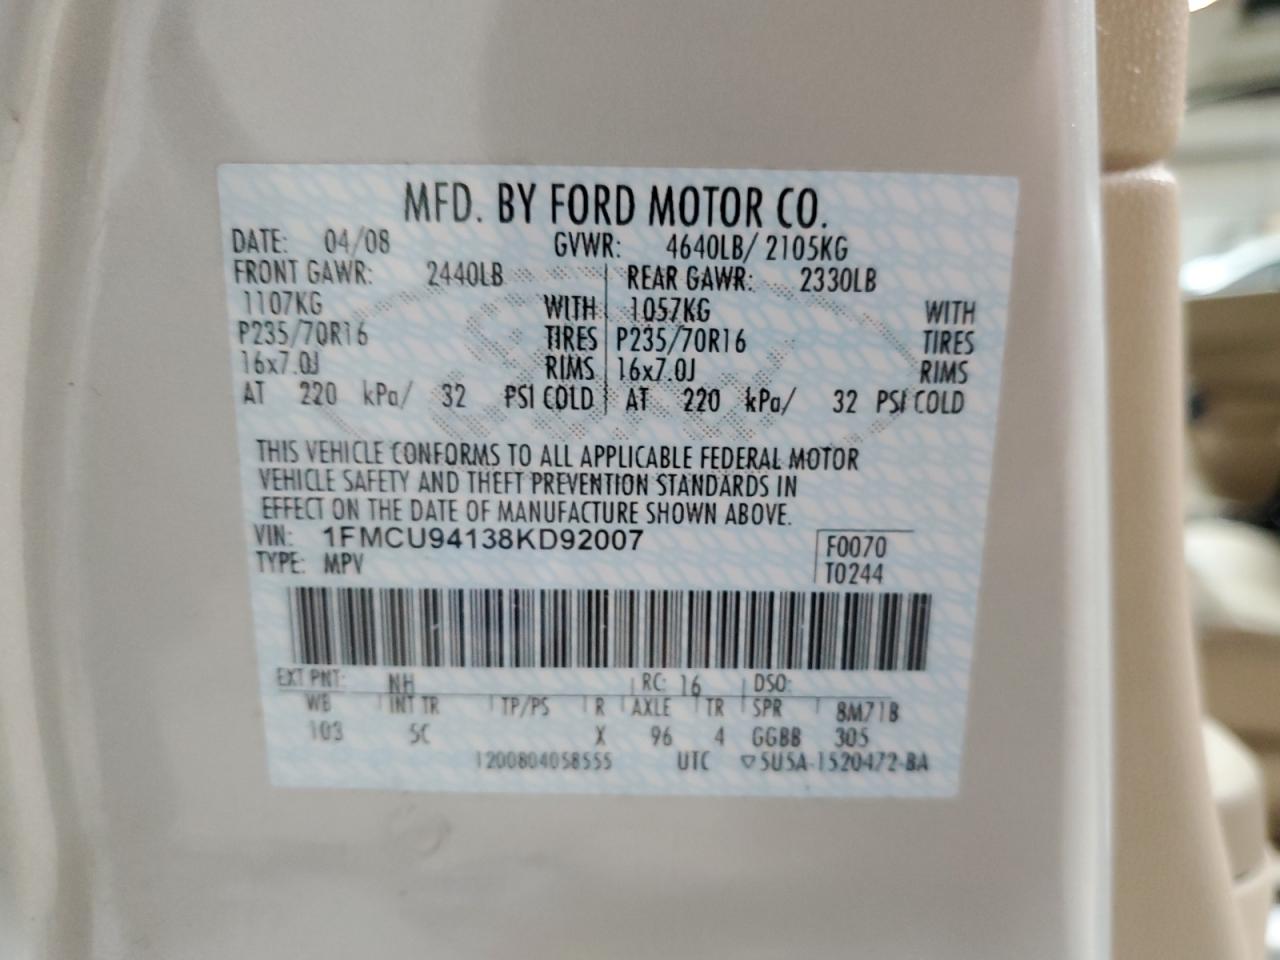 MFD. BY FORD MOTOR CO.
DATE: 04/08 GVWR: 4640LB/ 2105KG
FRONT GAWR: 2440LB REAR GAWR: 2330LB
1107KG WITH 1057KG WITH
P235/70R16 TIRES P235/70R16 TIRES
16x7.0J RIMS 16x7.0J RIMS
AT 220 kPa/ 32 PSI COLD AT 220 kPa/ 32 PSI COLD
THIS VEHICLE CONFORMS TO ALL APPLICABLE FEDERAL MOTOR
VEHICLE SAFETY AND THEFT PREVENTION STANDARDS IN
EFFECT ON THE DATE OF MANUFACTURE SHOWN ABOVE.
VIN: 1FMCU94138KD92007 F0070
TYPE: MPV T0244
EXT PNT: NH RC: 16 DSO:
WB INT TR TP/PS R AXLE TR SPR 8M71B
103 5C X 96 4 GGBB 305
1200804058555 UTC ▽5U5A-1520472-BA